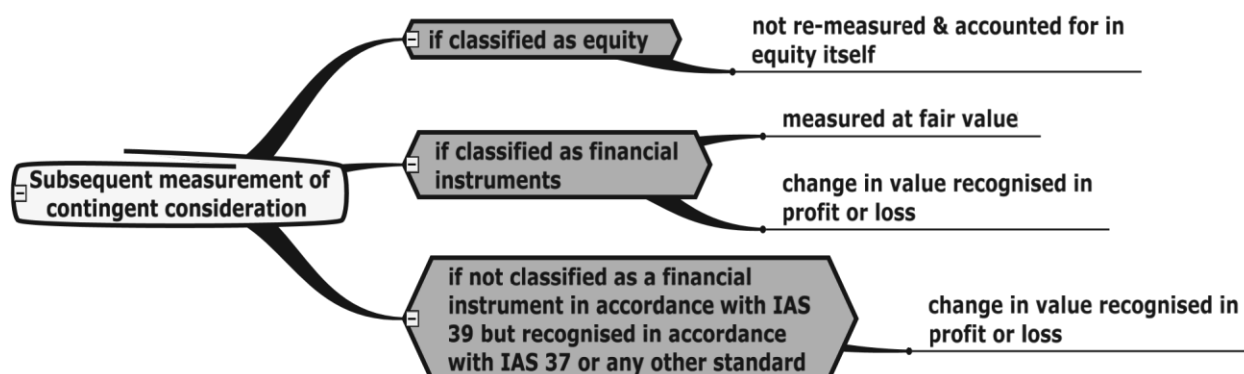 Subsequent measurement of
contingent consideration
if classified as equity
not re-measured & accounted for in
equity itself
if classified as financial
instruments
measured at fair value
change in value recognised in
profit or loss
if not classified as a financial
instrument in accordance with IAS
39 but recognised in accordance
with IAS 37 or any other standard
change in value recognised in
profit or loss